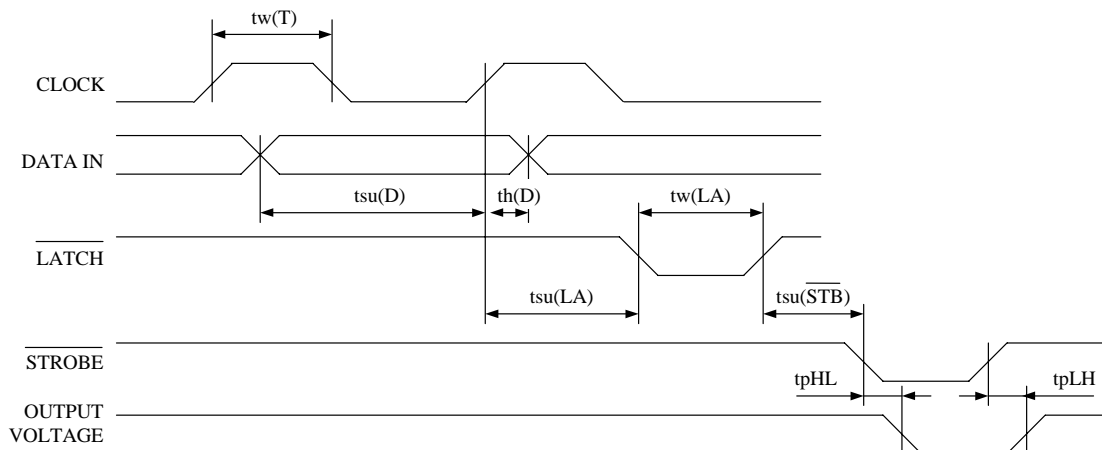 tw(T)
CLOCK
DATA IN
tsu(D)
th(D)
tw(LA)
LATCH
tsu(LA)
tsu(STB)
STROBE
tpHL
tpLH
OUTPUT
VOLTAGE